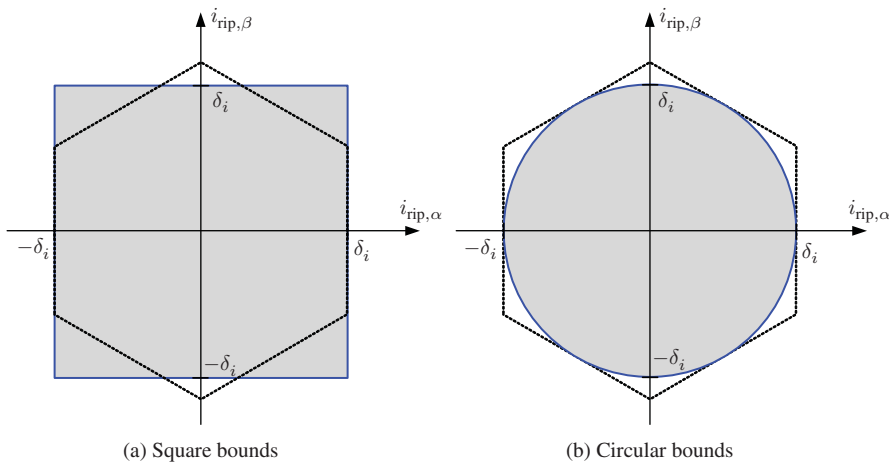 i_rip,β
δ_i
i_rip,α
−δ_i
δ_i
−δ_i
(a) Square bounds
i_rip,β
δ_i
i_rip,α
−δ_i
δ_i
−δ_i
(b) Circular bounds